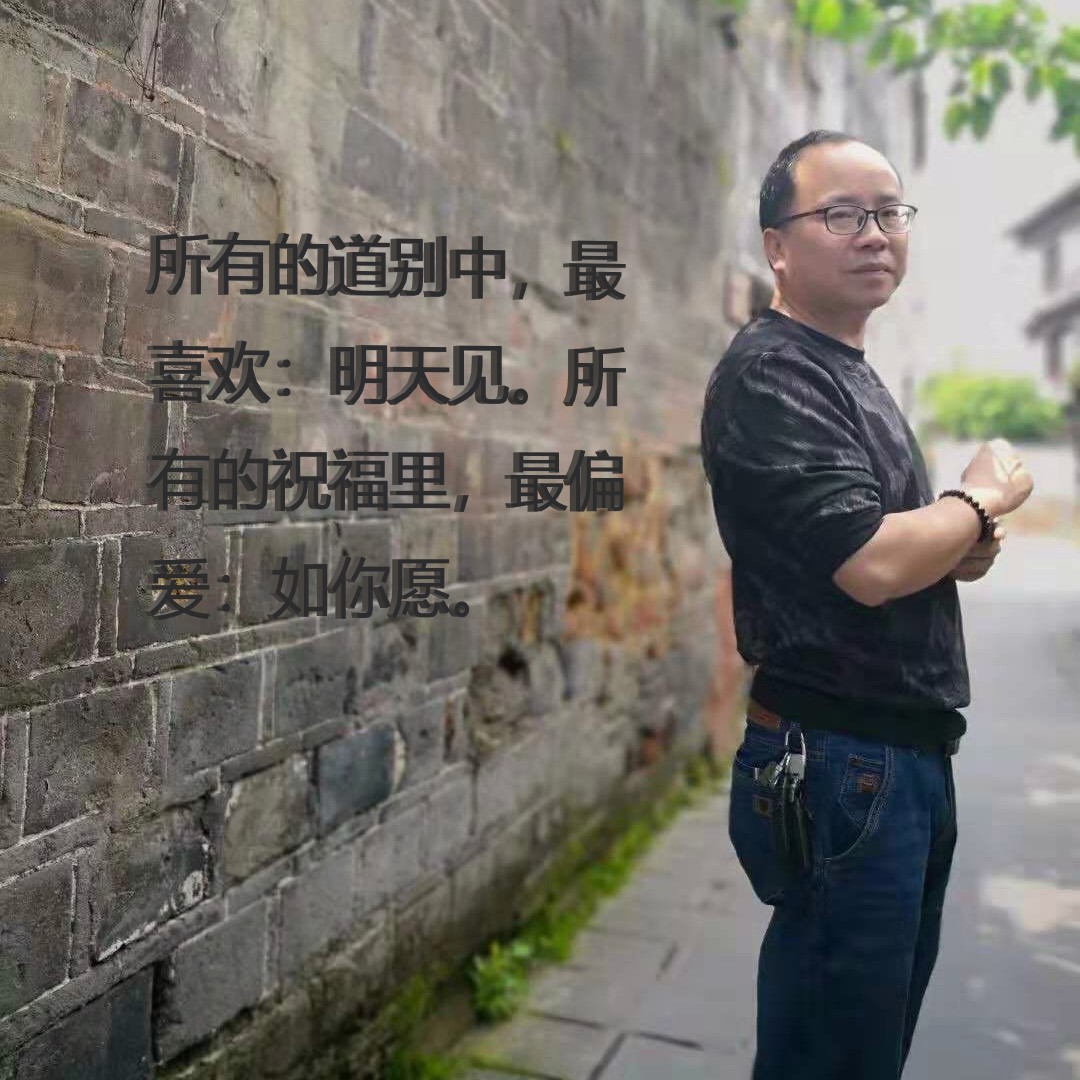 所有的道别中，最
喜欢：明天见。所
有的祝福里，最偏
爱：如你愿。